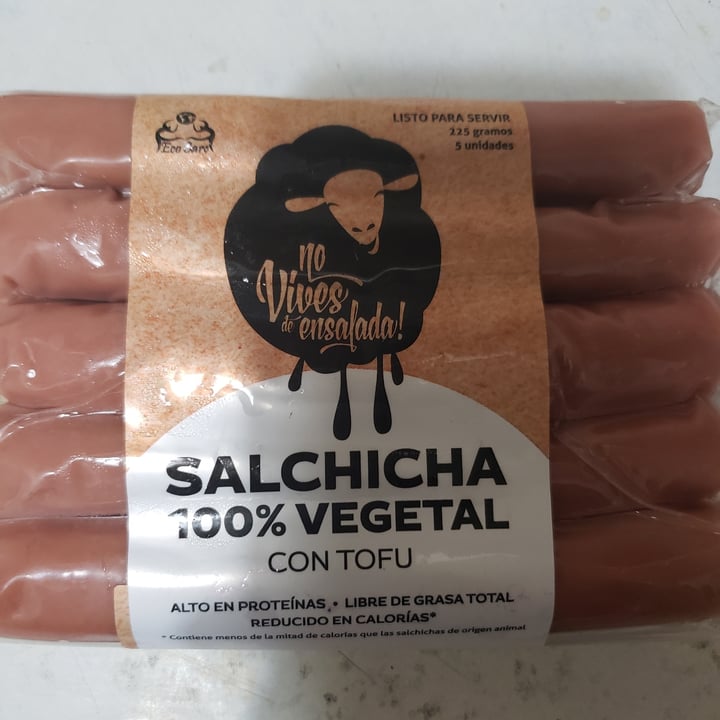 Eco Saro
LISTO PARA SERVIR
225 gramos
5 unidades
no
Vives
de ensalada!
SALCHICHA
100% VEGETAL
CON TOFU
ALTO EN PROTEÍNAS • LIBRE DE GRASA TOTAL
REDUCIDO EN CALORÍAS*
* Contiene menos de la mitad de calorías que las salchichas de origen animal